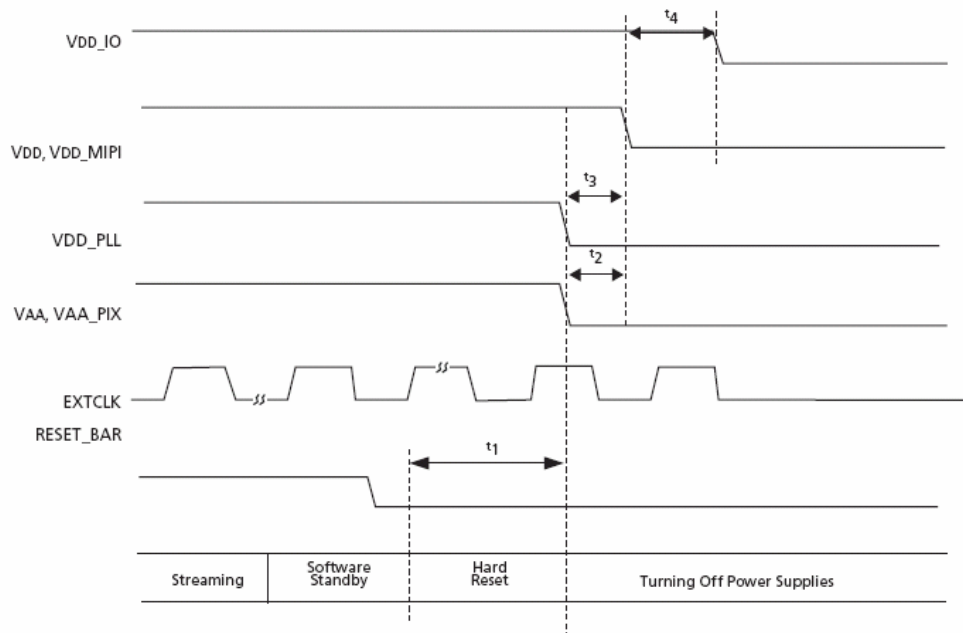 t4
VDD_IO
VDD, VDD_MIPI
t3
VDD_PLL
t2
VAA, VAA_PIX
EXTCLK
RESET_BAR
t1
Streaming
Software
Standby
Hard
Reset
Turning Off Power Supplies